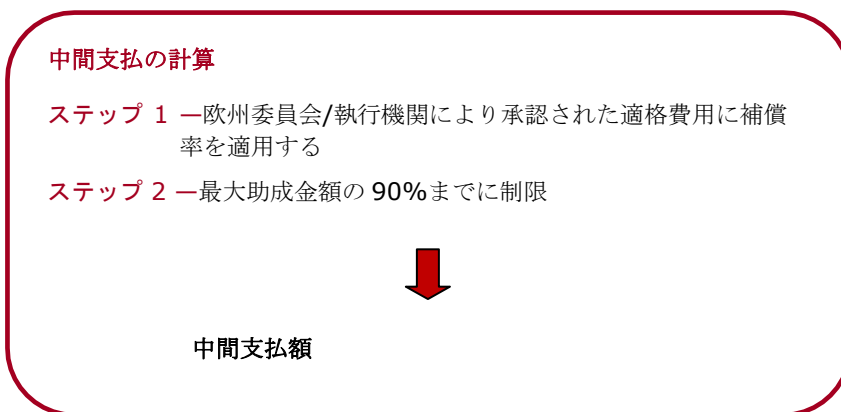 中間支払の計算
ステップ 1 ー欧州委員会/執行機関により承認された適格費用に補償
率を適用する
ステップ 2 ー最大助成金額の 90%までに制限
中間支払額